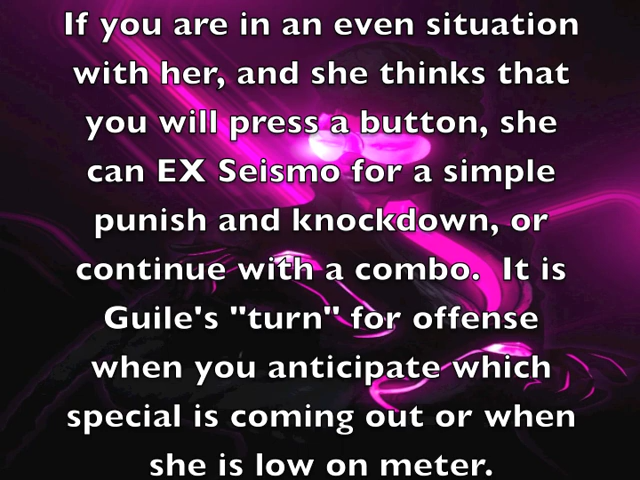 If you are in an even situation
with her, and she thinks that
you will press a button, she
can EX Seismo for a simple
punish and knockdown, or
continue with a combo.  It is
Guile's "turn" for offense
when you anticipate which
special is coming out or when
she is low on meter.